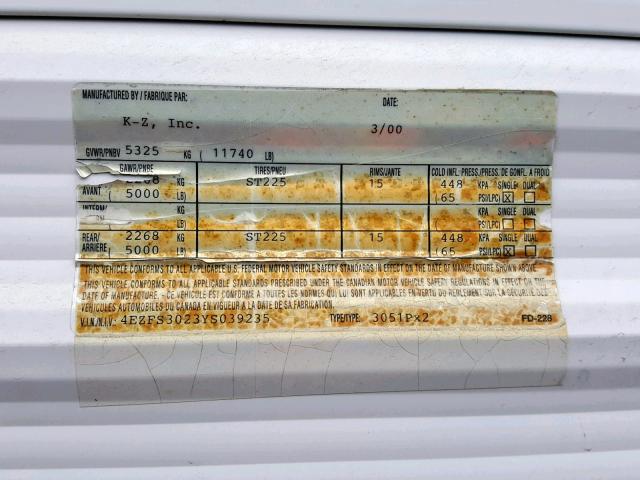 MANUFACTURED BY / FABRIQUE PAR: DATE:
K-Z, Inc. 3/00
GVWR/PNBV 5325 KG ( 11740 LB)
GAWR/PNBE TIRES/PNEU RIMS/JANTE COLD INFL. PRESS./PRESS. DE GONFL. A FROID
2268 KG ST225 15 448 KPA SINGLE DUAL
AVANT ( 5000 LB) (65 PSI/LPC) X
INTERM/ KG KPA SINGLE DUAL
( LB) ( PSI/LPC)
REAR/ 2268 KG ST225 15 448 KPA SINGLE DUAL
ARRIERE ( 5000 LB) (65 PSI/LPC) X
THIS VEHICLE CONFORMS TO ALL APPLICABLE U.S. FEDERAL MOTOR VEHICLE SAFETY STANDARDS IN EFFECT ON THE DATE OF MANUFACTURE SHOWN ABOVE.
THIS VEHICLE CONFORMS TO ALL APPLICABLE STANDARDS PRESCRIBED UNDER THE CANADIAN MOTOR VEHICLE SAFETY REGULATIONS IN EFFECT ON THE
DATE OF MANUFACTURE - CE VEHICULE EST CONFORME A TOUTES LES NORMES QUI LUI SONT APPLICABLES EN VERTU DU REGLEMENT SUR LA SECURITE DES
VEHICULES AUTOMOBILES DU CANADA EN VIGUEUR A LA DATE DE SA FABRICATION.
V.I.N./N.I.V: 4EZFS3023YS039235 TYPE/TYPE: 3051Px2 FD-228